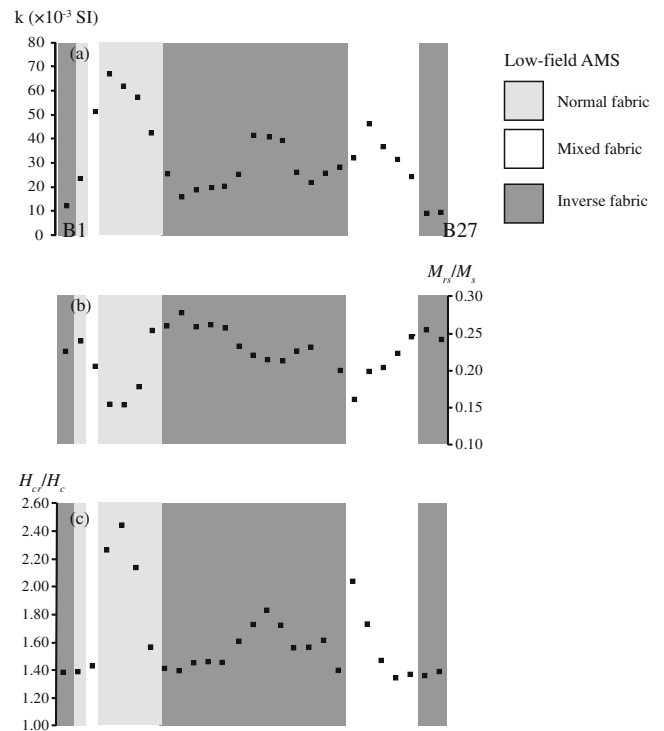 k (×10⁻³ SI)
80
70
60
50
40
30
20
10
0
(a)
B1
B27
Low-field AMS
Normal fabric
Mixed fabric
Inverse fabric
(b)
Mrs/Ms
0.30
0.25
0.20
0.15
0.10
Hcr/Hc
2.60
2.40
2.20
2.00
1.80
1.60
1.40
1.20
1.00
(c)